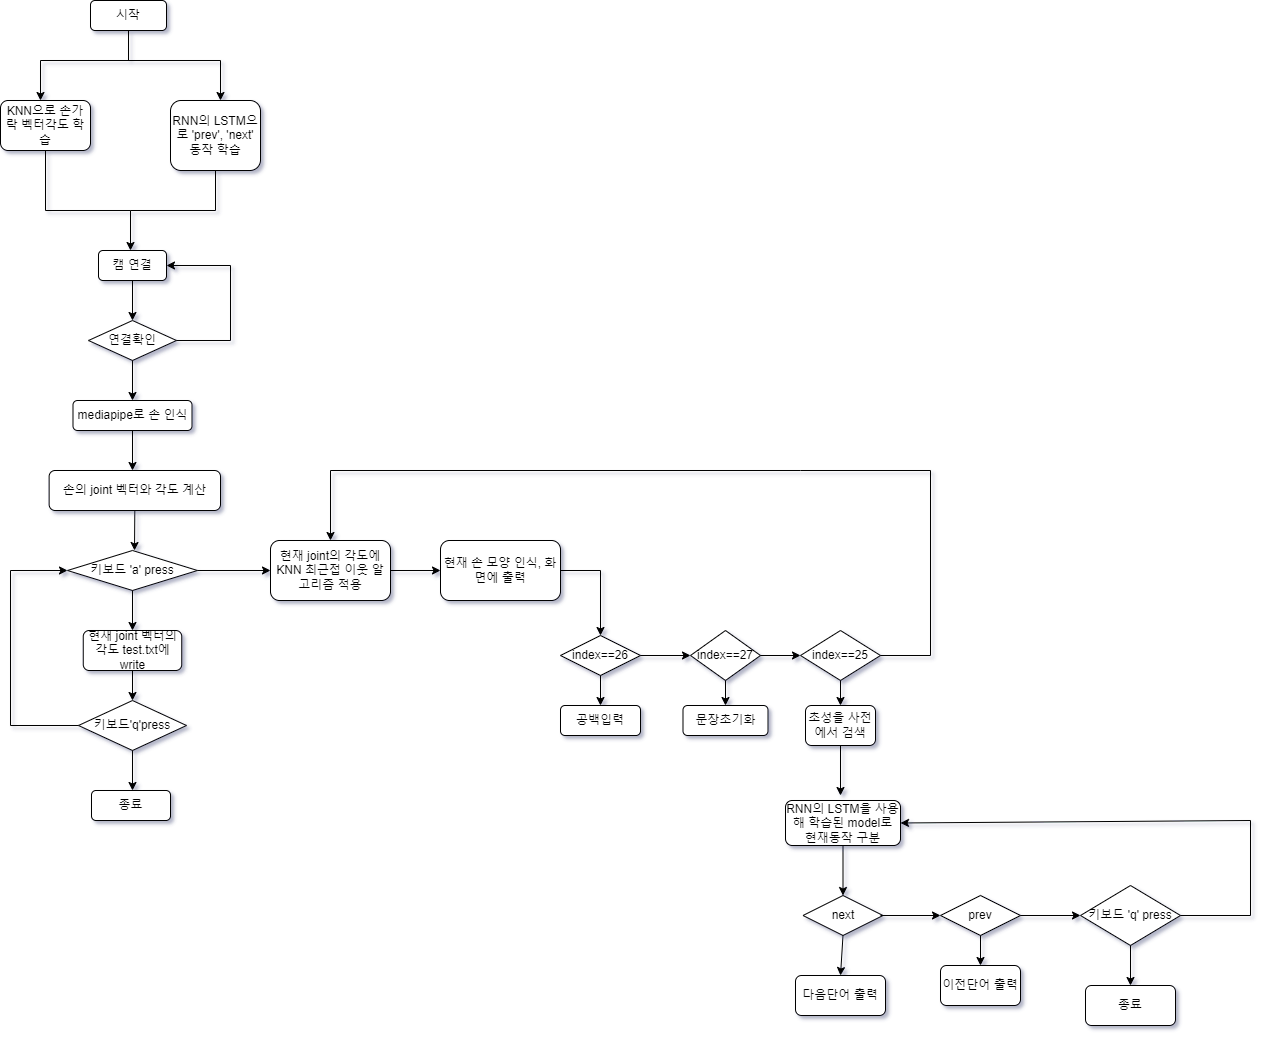 시작
KNN으로 손가
락 벡터각도 학
습
RNN의 LSTM으
로 'prev', 'next'
동작 학습
캠 연결
연결확인
mediapipe로 손 인식
손의 joint 벡터와 각도 계산
키보드 'a' press
현재 joint의 각도에
KNN 최근접 이웃 알
고리즘 적용
현재 손 모양 인식, 화
면에 출력
현재 joint 벡터의
각도 test.txt에
write
index==26
index==27
index==25
키보드'q'press
공백입력
문장초기화
초성을 사전
에서 검색
종료
RNN의 LSTM을 사용
해 학습된 model로
현재동작 구분
next
prev
키보드 'q' press
다음단어 출력
이전단어 출력
종료